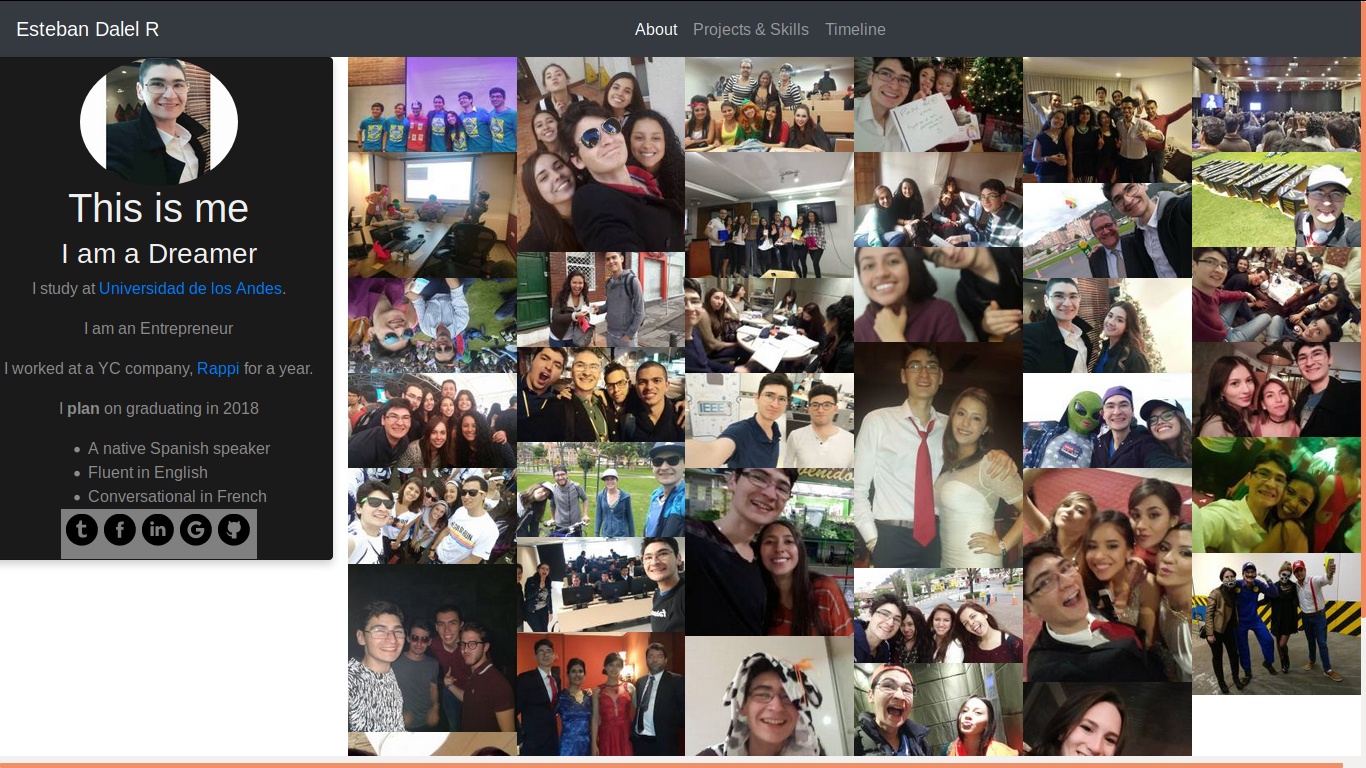 Esteban Dalel R
About Projects & Skills Timeline
This is me
I am a Dreamer
I study at Universidad de los Andes.
I am an Entrepreneur
I worked at a YC company, Rappi for a year.
I plan on graduating in 2018
A native Spanish speaker
Fluent in English
Conversational in French
IEEE